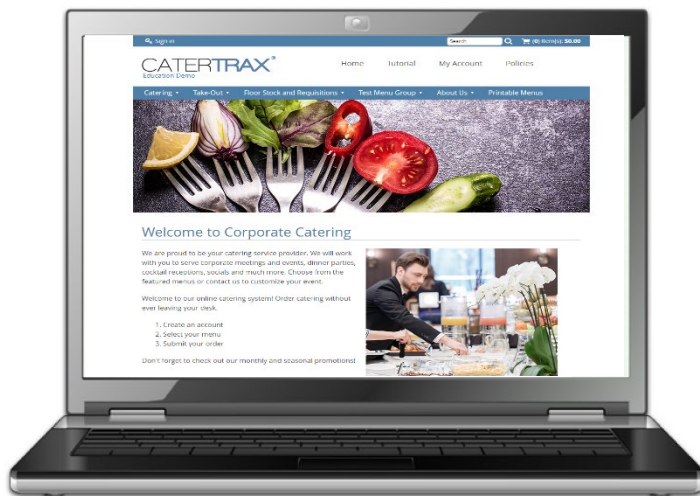 Sign in
Search
(0) item(s): $0.00
CATERTRAX®
Education Demo
Home Tutorial My Account Policies
Catering Take-Out Floor Stock and Requisitions Test Menu Group About Us Printable Menus
Welcome to Corporate Catering
We are proud to be your catering service provider. We will work
with you to serve corporate meetings and events, dinner parties,
cocktail receptions, socials and much more. Choose from the
featured menus or contact us to customize your event.
Welcome to our online catering system! Order catering without
ever leaving your desk.
1. Create an account
2. Select your menu
3. Submit your order
Don't forget to check out our monthly and seasonal promotions!